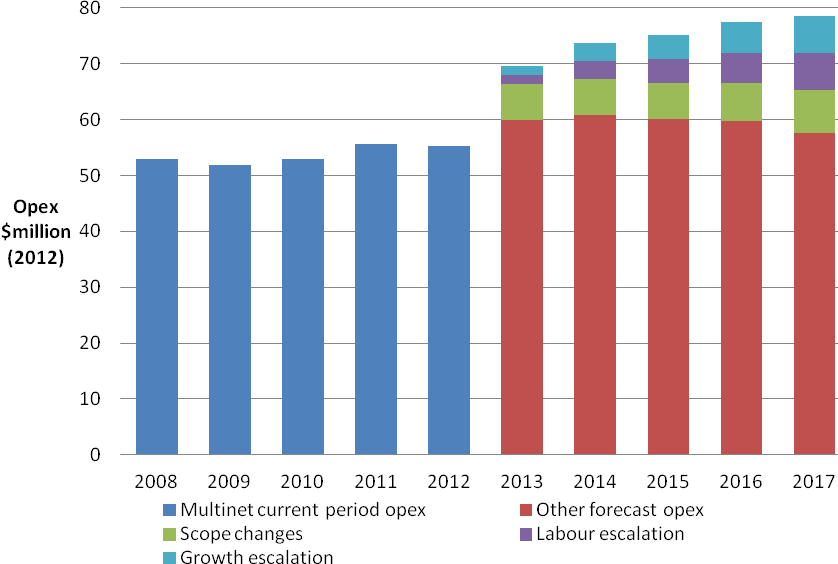 80
70
60
50
40
30
20
10
0
Opex
$million
(2012)
2008 2009 2010 2011 2012 2013 2014 2015 2016 2017
Multinet current period opex Other forecast opex
Scope changes Labour escalation
Growth escalation